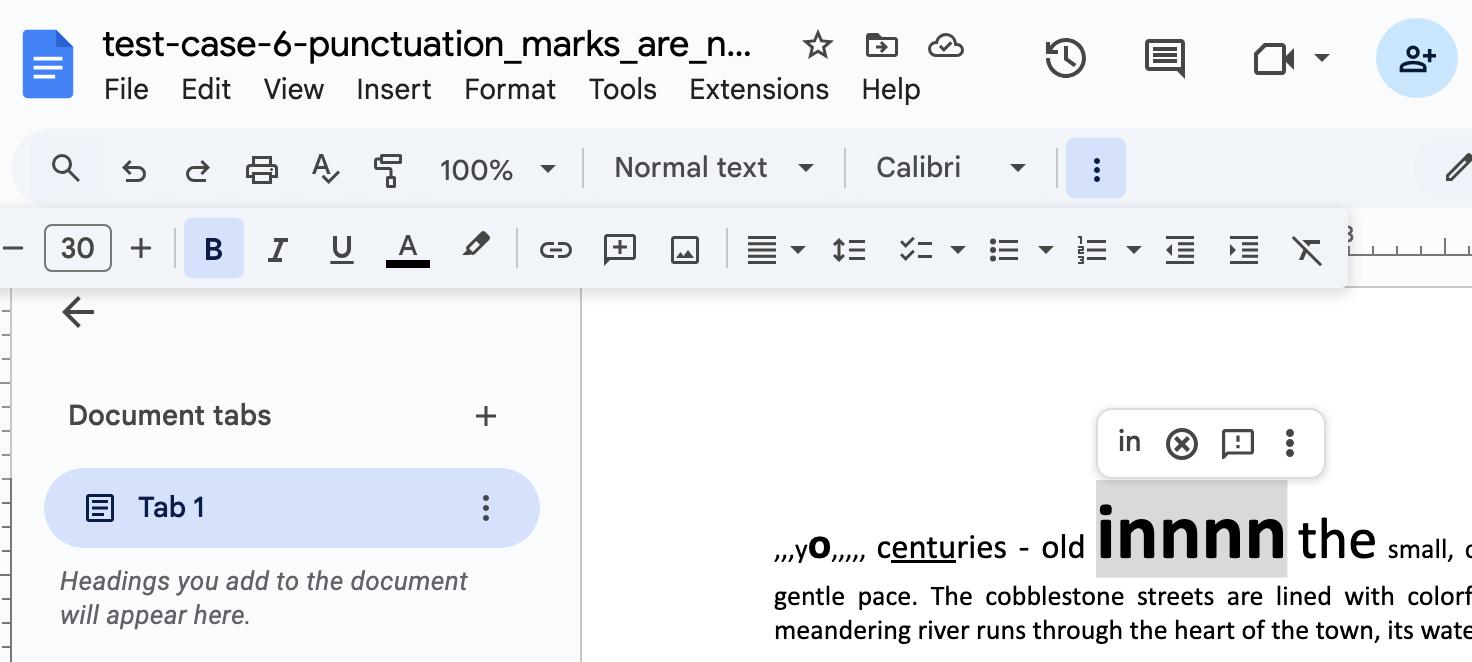 test-case-6-punctuation_marks_are_n...
File Edit View Insert Format Tools Extensions Help
100% Normal text Calibri
30 B I U A
Document tabs
Tab 1
Headings you add to the document
will appear here.
in
,,,yo,,,,, centuries - old innnn the small,
gentle pace. The cobblestone streets are lined with colorf
meandering river runs through the heart of the town, its wate